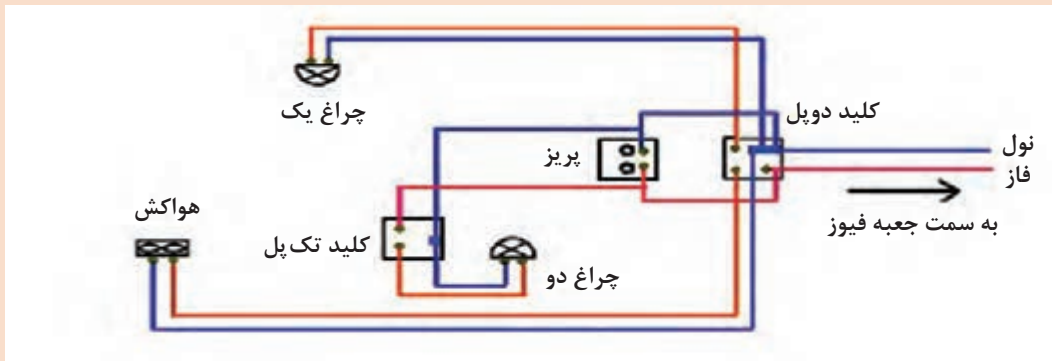 چراغ یک
کلید دوپل
پریز
نول
فاز
به سمت جعبه فیوز
هواکش
کلید تک‌پل
چراغ دو